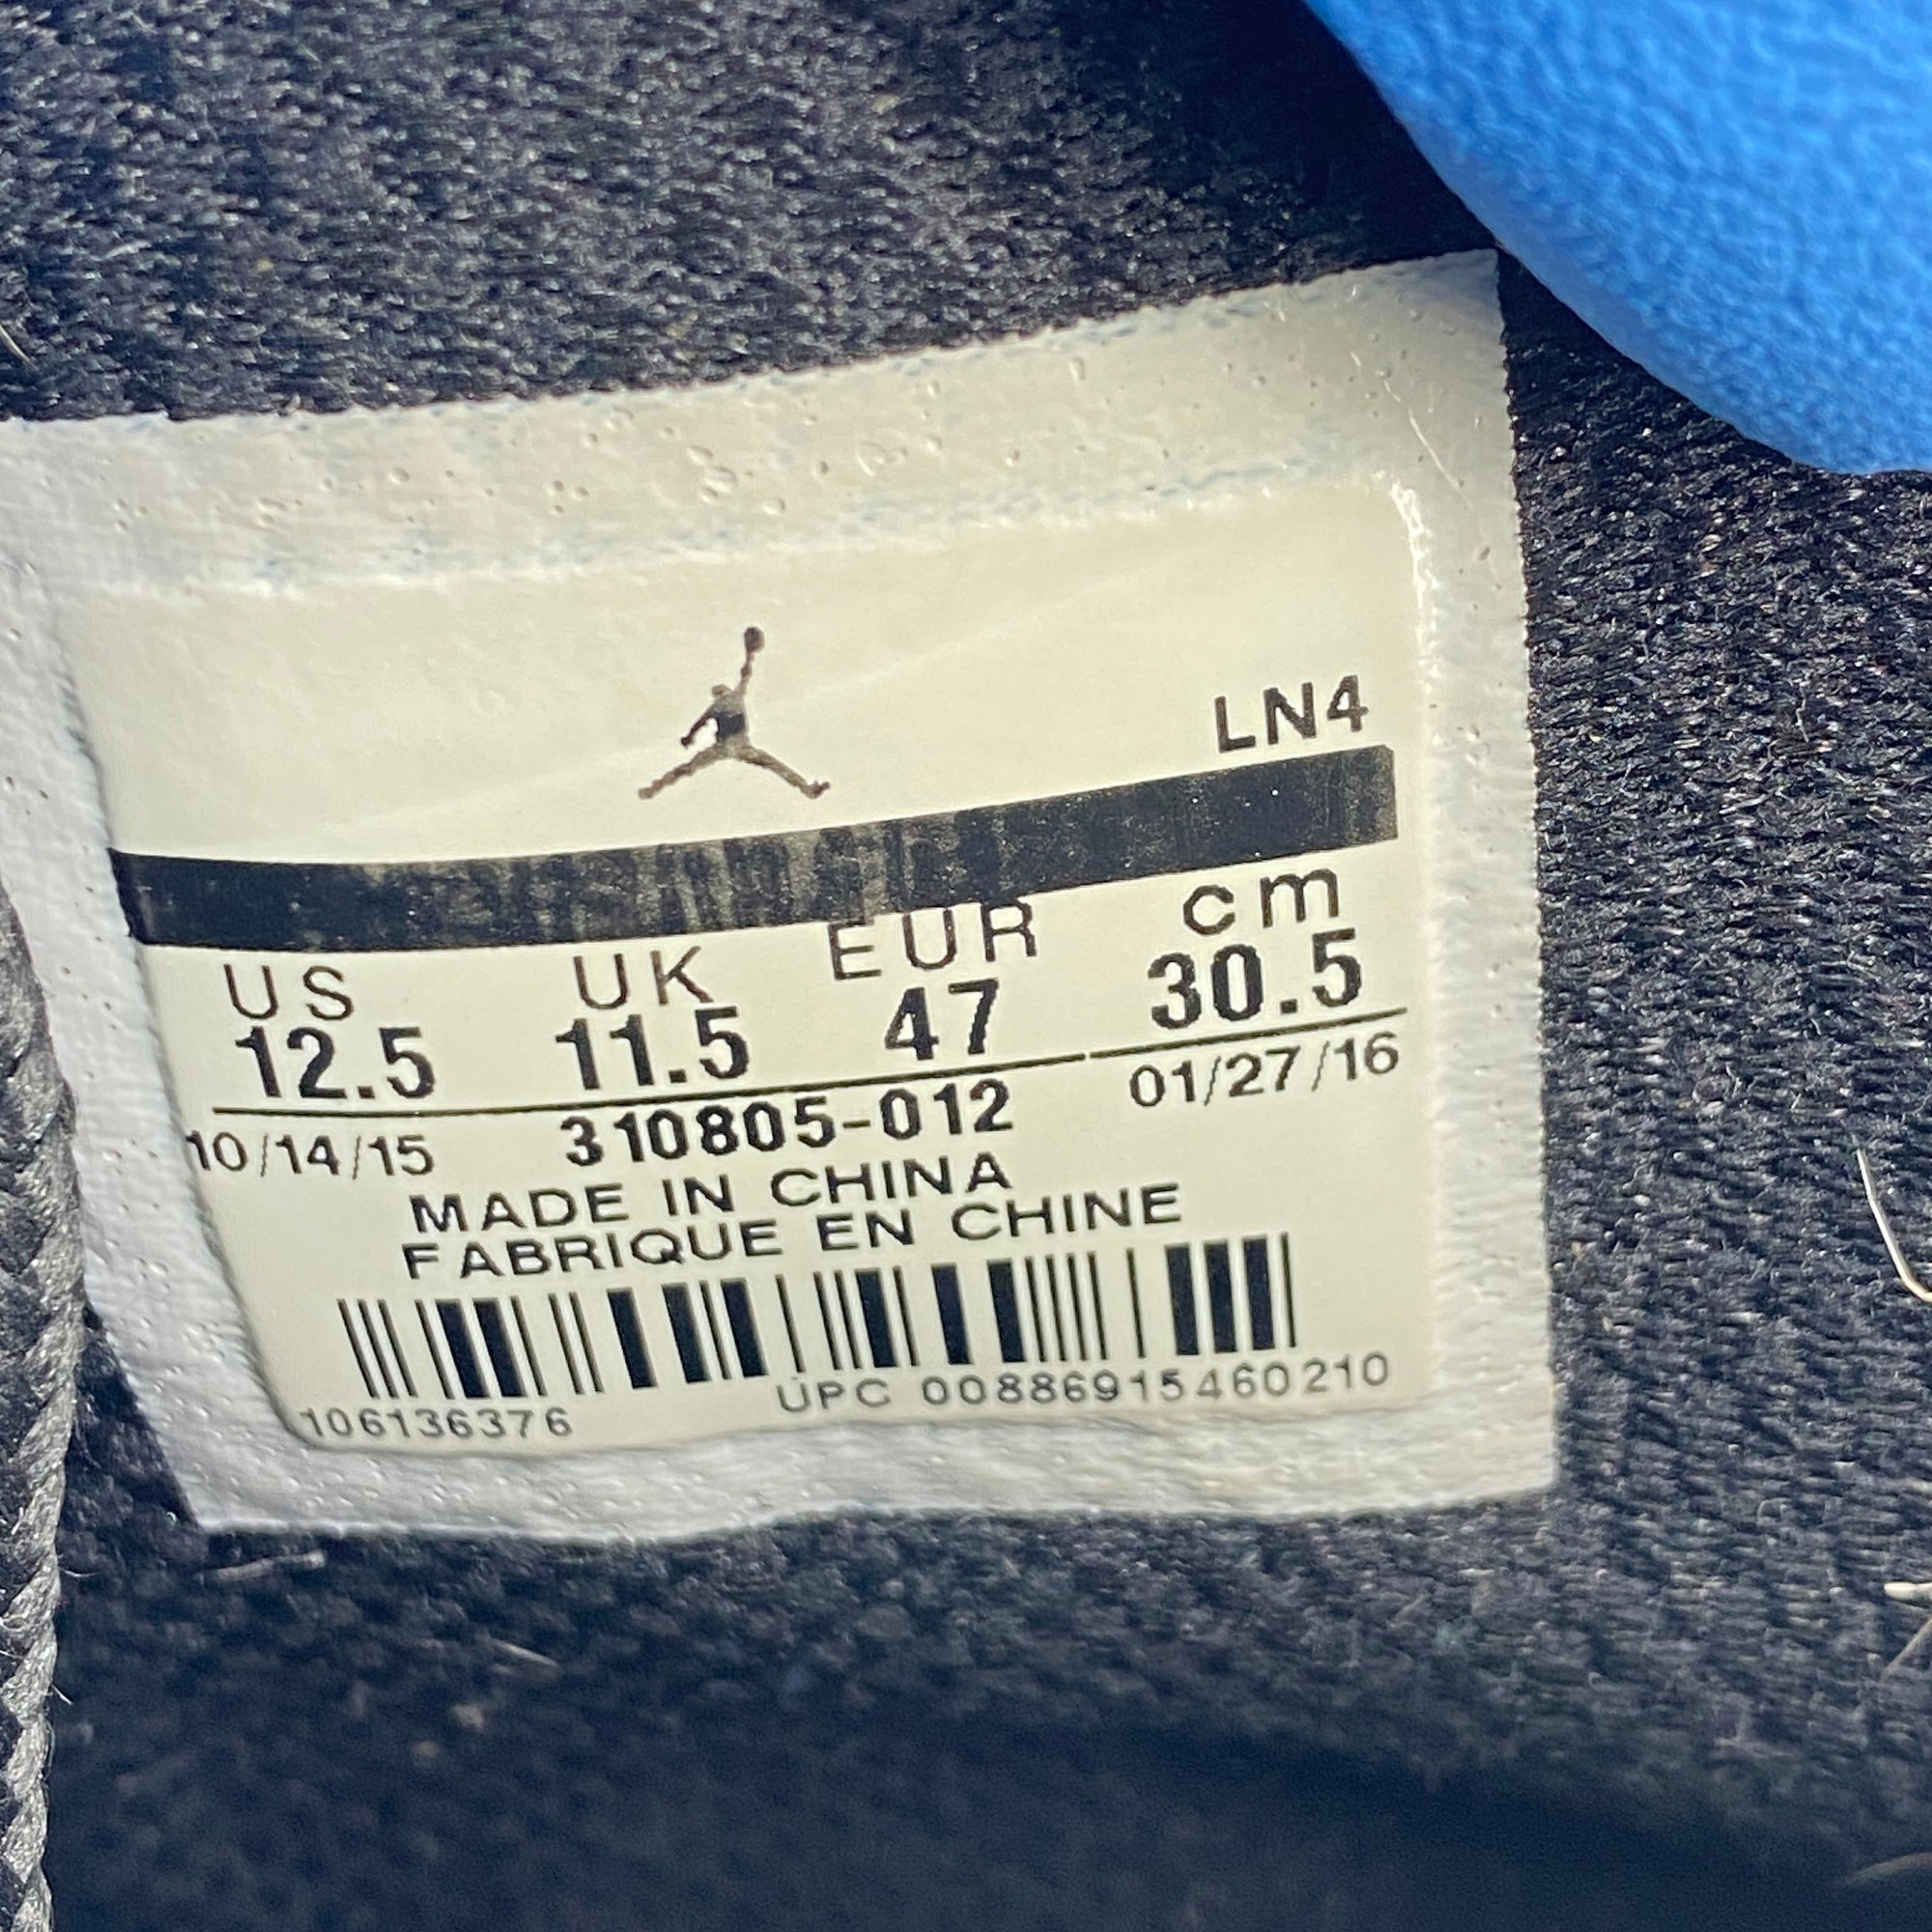 LN4
US UK EUR cm
12.5 11.5 47 30.5
10/14/15 310805-012 01/27/16
MADE IN CHINA
FABRIQUE EN CHINE
106136376 UPC 00886915460210